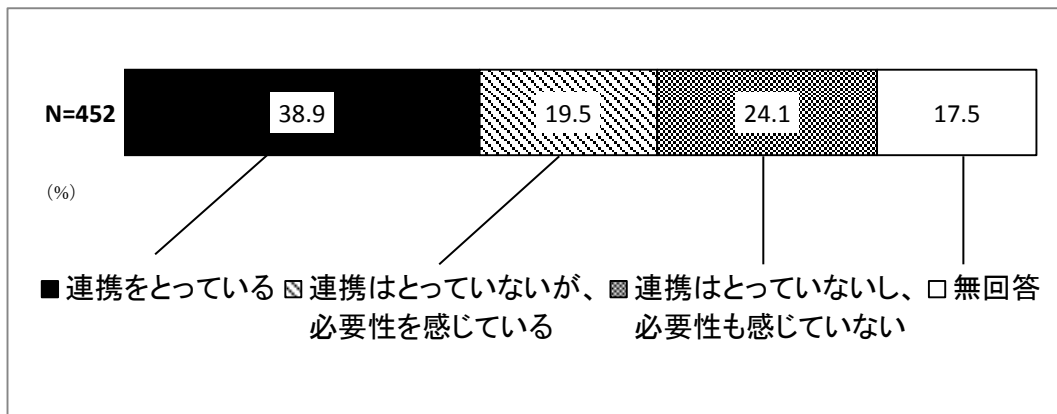 N=452
38.9
19.5
24.1
17.5
(%)
連携をとっている
連携はとっていないが、
必要性を感じている
連携はとっていないし、
必要性も感じていない
無回答